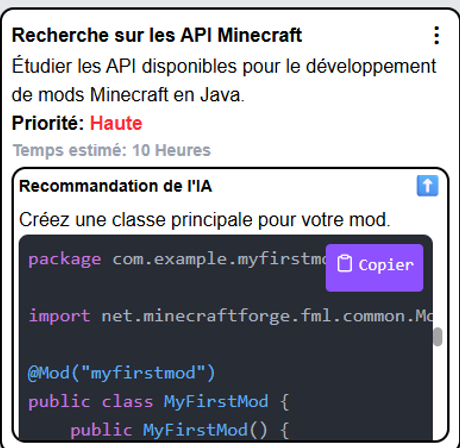 Recherche sur les API Minecraft
Étudier les API disponibles pour le développement
de mods Minecraft en Java.
Priorité: Haute
Temps estimé: 10 Heures
Recommandation de l'IA
Créez une classe principale pour votre mod.
package com.example.myfirstmo
Copier
import net.minecraftforge.fml.common.Mo
@Mod("myfirstmod")
public class MyFirstMod {
public MyFirstMod() {